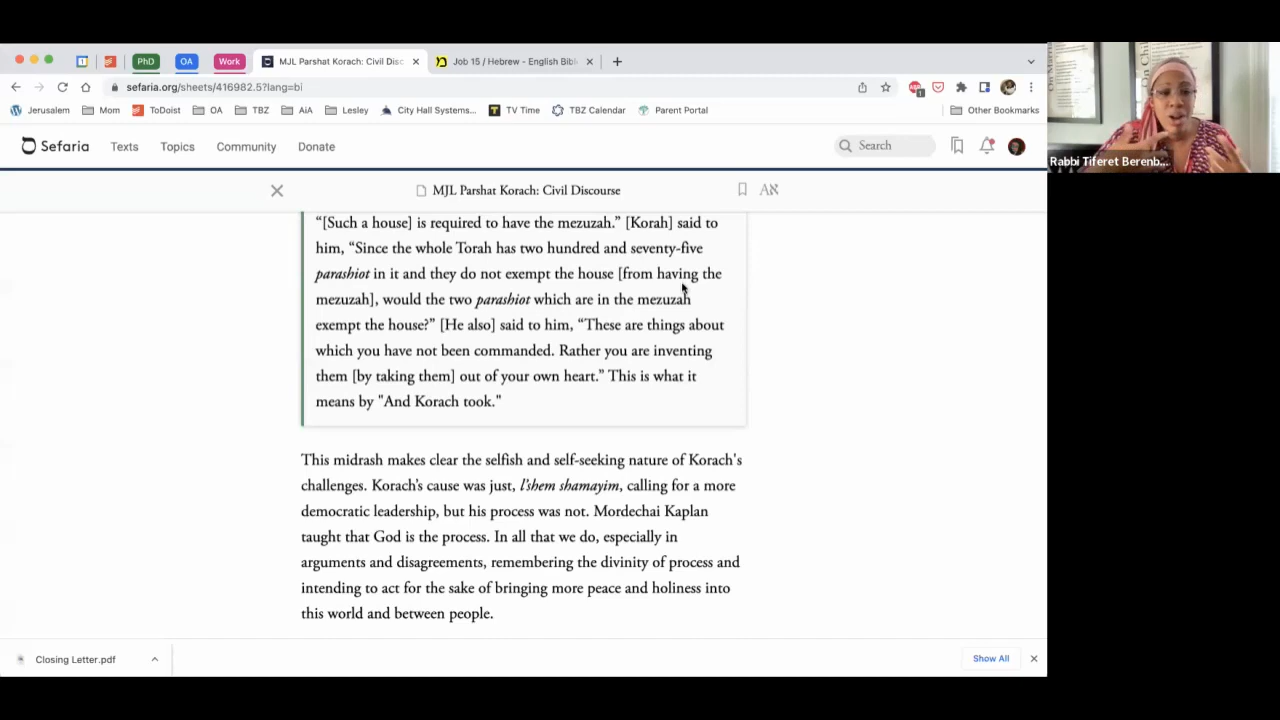 PhD
OA
Work
MJL Parshat Korach: Civil Disc
Job 15 / Hebrew - English Bibl
sefaria.org/sheets/416982.5?lang=bi
Jerusalem
Mom
ToDoist
OA
TBZ
AiA
Lesley
City Hall Systems...
TV Time
TBZ Calendar
Parent Portal
Other Bookmarks
Sefaria
Texts
Topics
Community
Donate
Search
MJL Parshat Korach: Civil Discourse
Aא
“[Such a house] is required to have the mezuzah.” [Korah] said to
him, “Since the whole Torah has two hundred and seventy-five
parashiot in it and they do not exempt the house [from having the
mezuzah], would the two parashiot which are in the mezuzah
exempt the house?” [He also] said to him, “These are things about
which you have not been commanded. Rather you are inventing
them [by taking them] out of your own heart.” This is what it
means by "And Korach took."
This midrash makes clear the selfish and self-seeking nature of Korach's
challenges. Korach’s cause was just, l’shem shamayim, calling for a more
democratic leadership, but his process was not. Mordechai Kaplan
taught that God is the process. In all that we do, especially in
arguments and disagreements, remembering the divinity of process and
intending to act for the sake of bringing more peace and holiness into
this world and between people.
Closing Letter.pdf
Show All
Rabbi Tiferet Berenb...